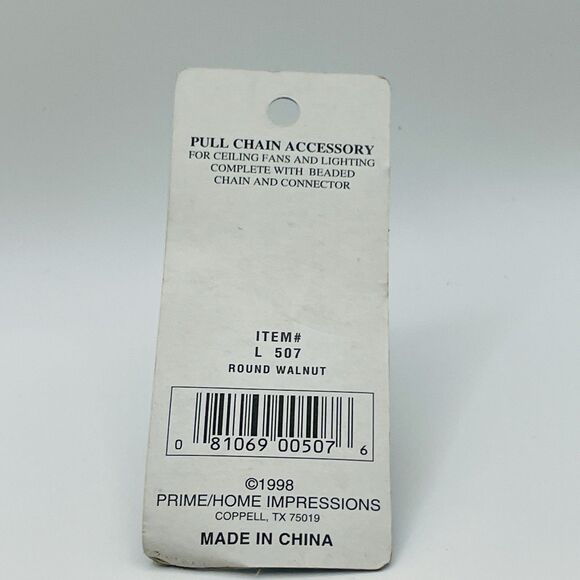 PULL CHAIN ACCESSORY
FOR CEILING FANS AND LIGHTING
COMPLETE WITH BEADED
CHAIN AND CONNECTOR
ITEM#
L 507
ROUND WALNUT
0 81069 00507 6
©1998
PRIME/HOME IMPRESSIONS
COPPELL, TX 75019
MADE IN CHINA